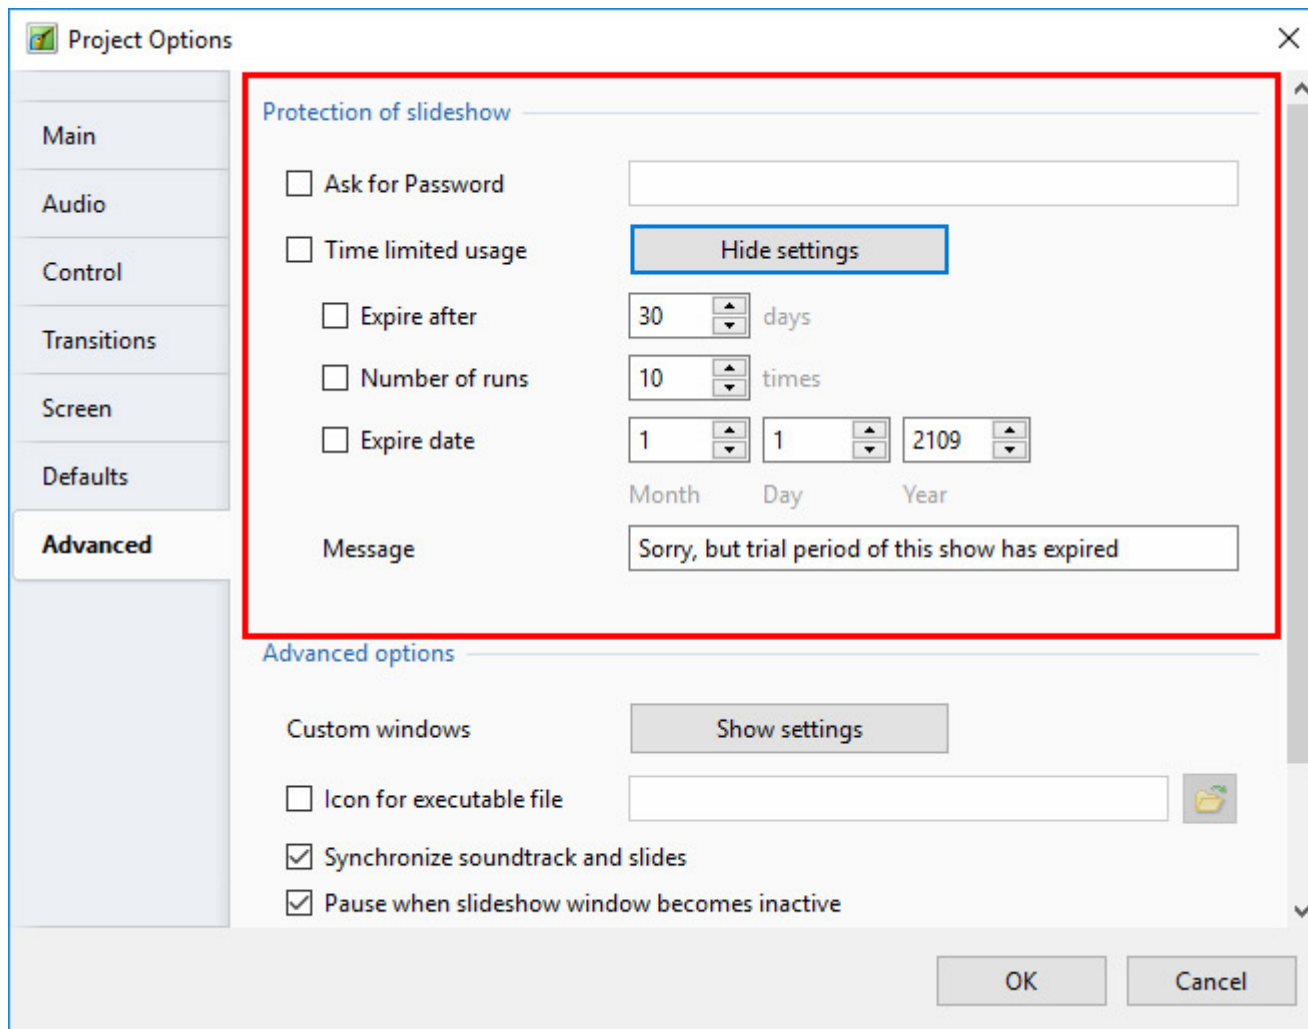 Project Options
Main
Audio
Control
Transitions
Screen
Defaults
Advanced
Protection of slideshow
Ask for Password
Time limited usage Hide settings
Expire after 30 days
Number of runs 10 times
Expire date 1 1 2109
Month Day Year
Message Sorry, but trial period of this show has expired
Advanced options
Custom windows Show settings
Icon for executable file
Synchronize soundtrack and slides
Pause when slideshow window becomes inactive
OK Cancel